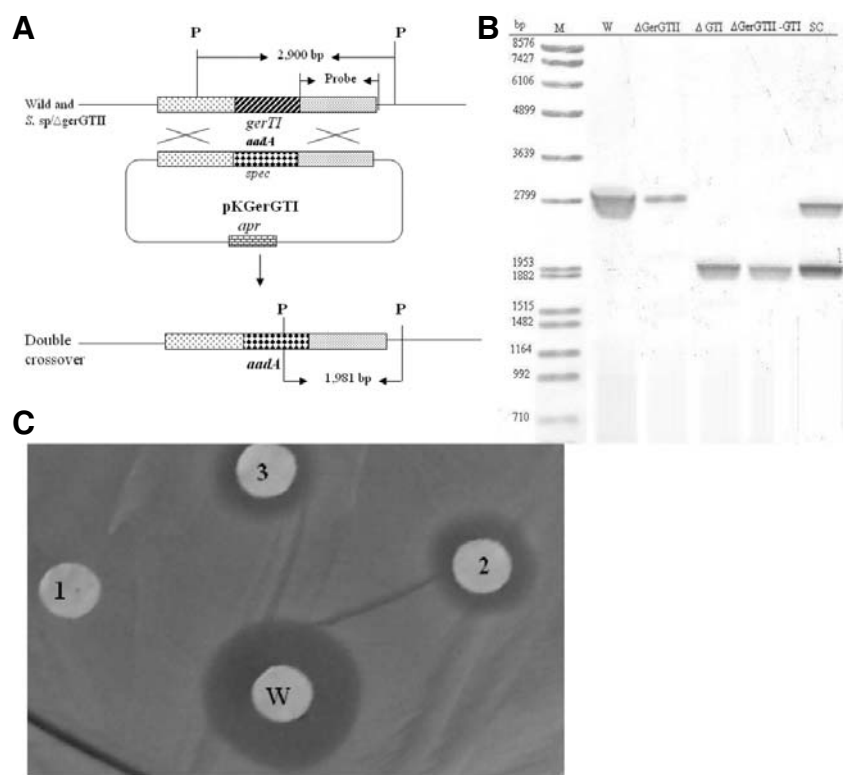 A
P
P
2,900 bp
Probe
Wild and
S. sp/△gerGTII
gerTI
aadA
spec
pKGerGTI
apr
P
P
Double
crossover
aadA
1,981 bp
B
bp M W ΔGerGTII Δ GTI ΔGerGTII -GTI SC
8576
7427
6106
4899
3639
2799
1953
1882
1515
1482
1164
992
710
C
3
1
2
W